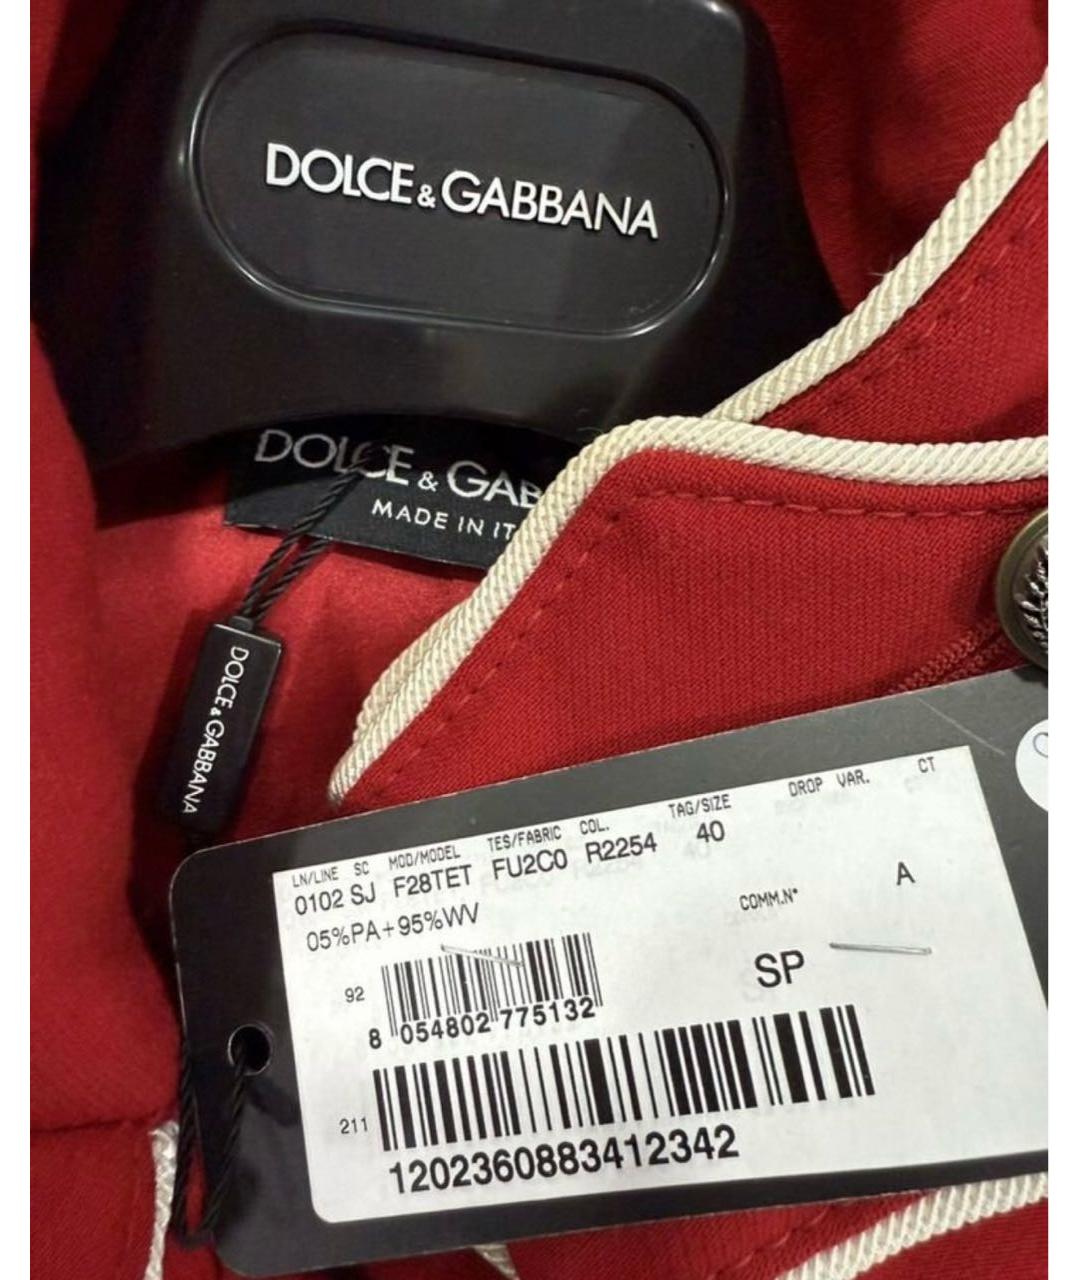 DOLCE & GABBANA
DOLCE & GAB
MADE IN IT
DOLCE & GABBANA
LN/LINE SC MOD/MODEL TES/FABRIC COL. TAG/SIZE DROP VAR. CT
0102 SJ F28TET FU2C0 R2254 40
05%PA+95%WV
COMM.N° A
92
SP
8 054802 775132
211
1202360883412342